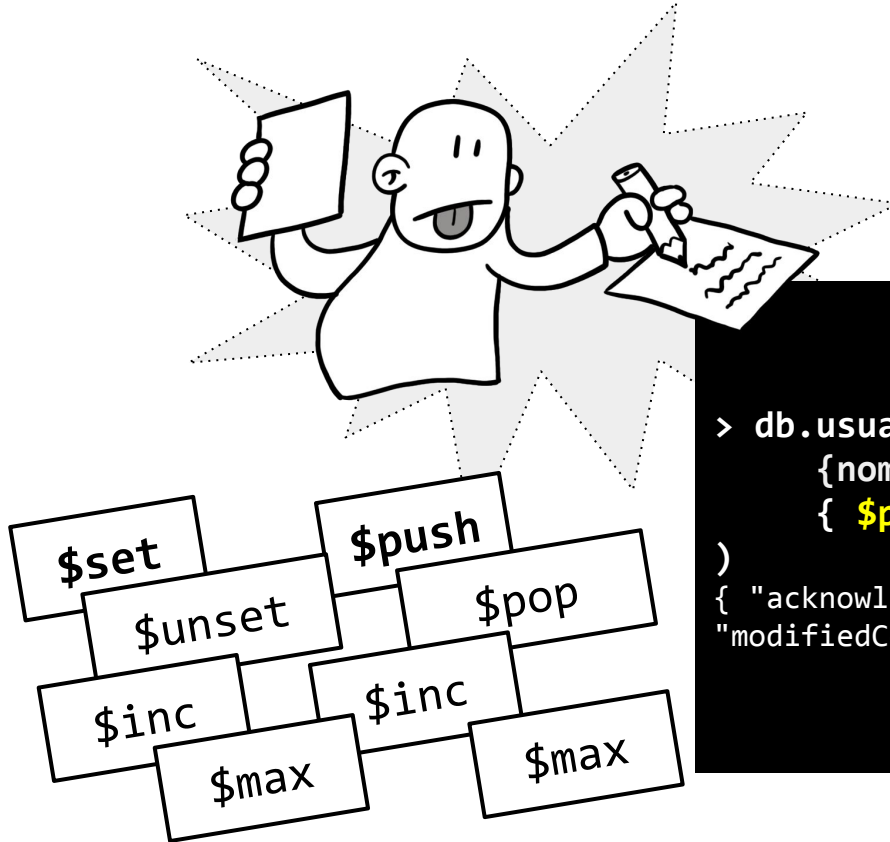 $set
$push
$unset
$pop
$inc
$inc
$max
$max
> db.usua
{nom
{ $p
)
{ "acknowl
"modifiedC